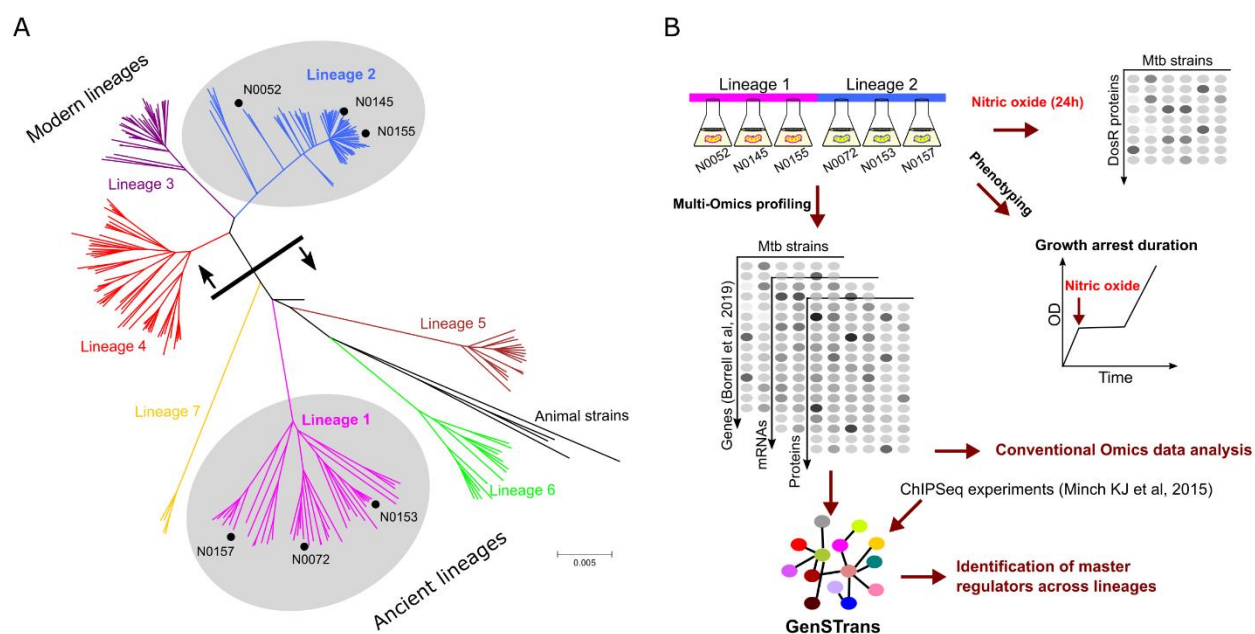 A
Modern lineages
Lineage 2
N0052
N0145
N0155
Lineage 3
Lineage 4
Lineage 5
Lineage 7
Lineage 1
Animal strains
Lineage 6
N0153
N0157
N0072
Ancient lineages
0.005
B
Lineage 1
Lineage 2
N0052
N0145
N0155
N0072
N0153
N0157
Nitric oxide (24h)
Mtb strains
DosR proteins
Phenotyping
Multi-Omics profiling
Mtb strains
Genes (Borrell et al, 2019)
mRNAs
Proteins
Growth arrest duration
Nitric oxide
OD
Time
Conventional Omics data analysis
ChIPSeq experiments (Minch KJ et al, 2015)
Identification of master
regulators across lineages
GenSTrans